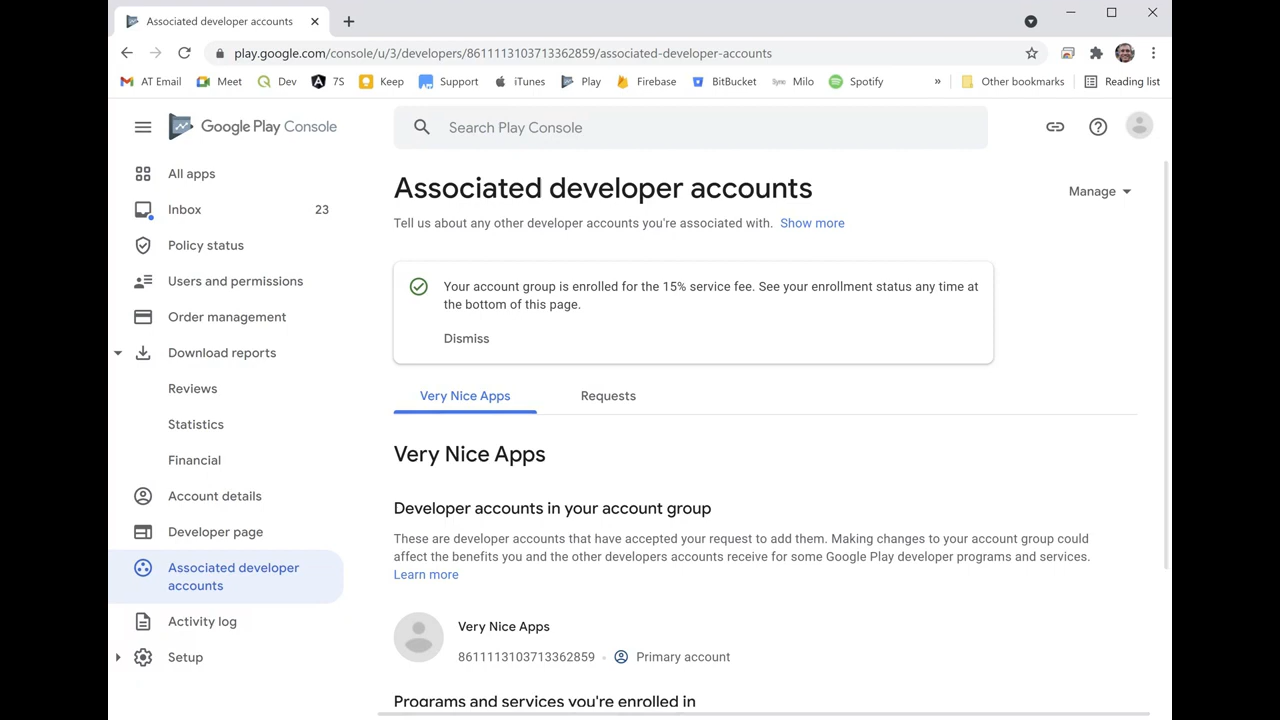 Associated developer accounts
play.google.com/console/u/3/developers/8611113103713362859/associated-developer-accounts
AT Email Meet Dev 7S Keep Support iTunes Play Firebase BitBucket Milo Spotify » Other bookmarks Reading list
Google Play Console
Search Play Console
All apps
Inbox 23
Policy status
Users and permissions
Order management
Download reports
Reviews
Statistics
Financial
Account details
Developer page
Associated developer
accounts
Activity log
Setup
Associated developer accounts
Manage
Tell us about any other developer accounts you're associated with. Show more
Your account group is enrolled for the 15% service fee. See your enrollment status any time at
the bottom of this page.
Dismiss
Very Nice Apps Requests
Very Nice Apps
Developer accounts in your account group
These are developer accounts that have accepted your request to add them. Making changes to your account group could
affect the benefits you and the other developers accounts receive for some Google Play developer programs and services.
Learn more
Very Nice Apps
8611113103713362859 • Primary account
Programs and services you're enrolled in